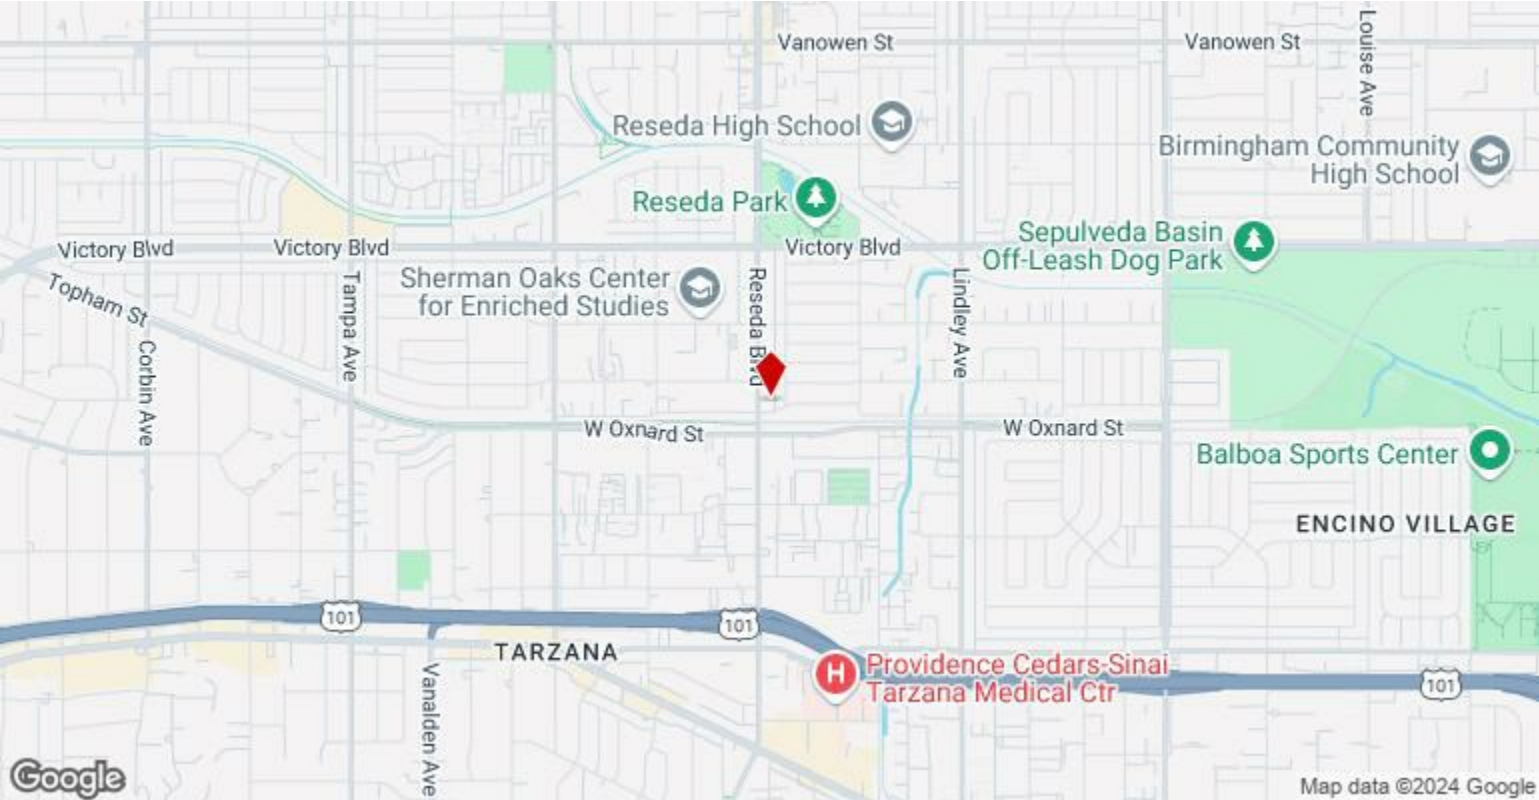 Vanowen St
Vanowen St
Louise Ave
Reseda High School
Birmingham Community
High School
Reseda Park
Sepulveda Basin
Off-Leash Dog Park
Victory Blvd
Victory Blvd
Victory Blvd
Sherman Oaks Center
for Enriched Studies
Topham St
Tampa Ave
Reseda Blvd
Lindley Ave
Corbin Ave
W Oxnard St
W Oxnard St
Balboa Sports Center
ENCINO VILLAGE
101
101
TARZANA
Providence Cedars-Sinai
Tarzana Medical Ctr
H
101
Vanalden Ave
Google
Map data ©2024 Google